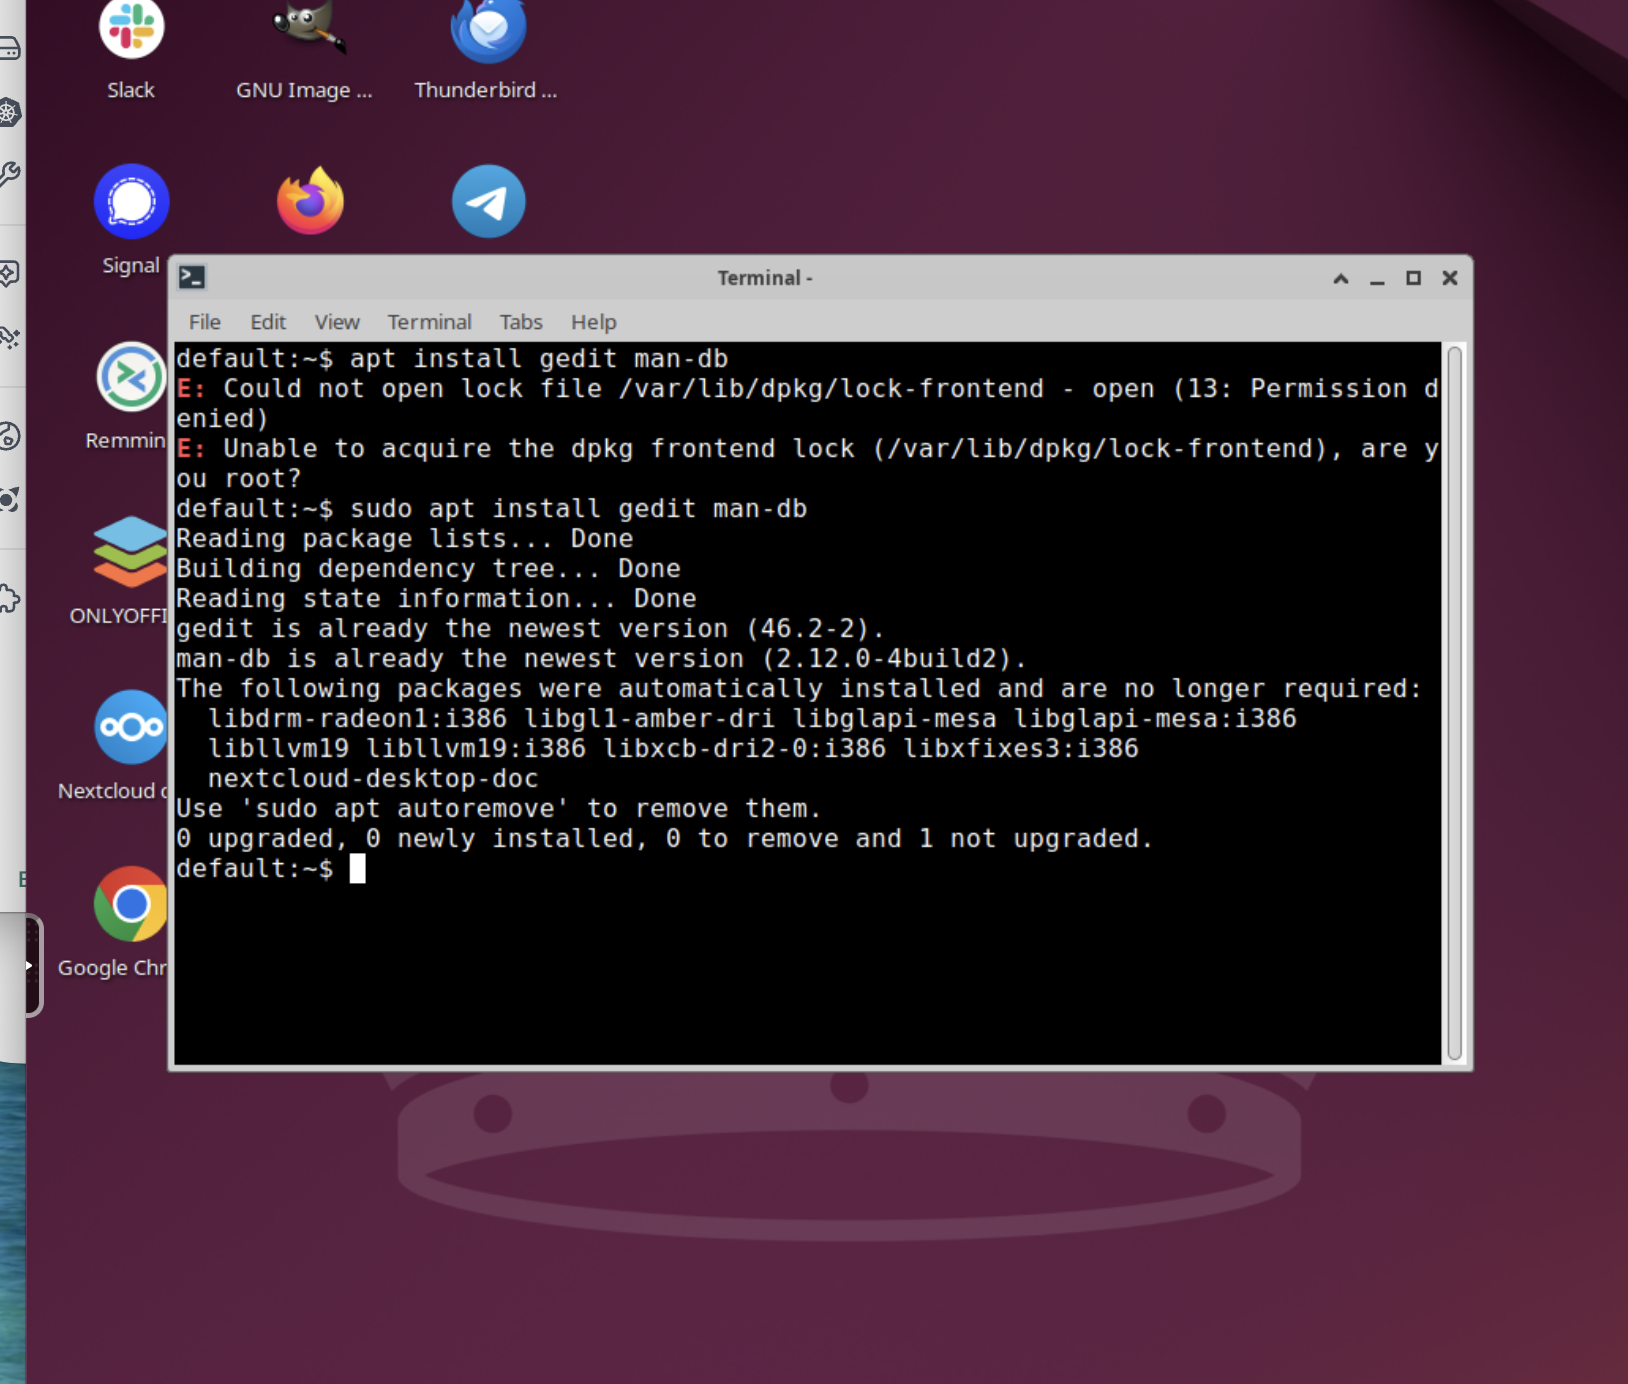 Slack
GNU Image ...
Thunderbird ...
Signal
Remmin
ONLYOFFI
Nextcloud
Google Chr
Terminal -
File Edit View Terminal Tabs Help
default:~$ apt install gedit man-db
E: Could not open lock file /var/lib/dpkg/lock-frontend - open (13: Permission d
enied)
E: Unable to acquire the dpkg frontend lock (/var/lib/dpkg/lock-frontend), are y
ou root?
default:~$ sudo apt install gedit man-db
Reading package lists... Done
Building dependency tree... Done
Reading state information... Done
gedit is already the newest version (46.2-2).
man-db is already the newest version (2.12.0-4build2).
The following packages were automatically installed and are no longer required:
  libdrm-radeon1:i386 libgl1-amber-dri libglapi-mesa libglapi-mesa:i386
  libllvm19 libllvm19:i386 libxcb-dri2-0:i386 libxfixes3:i386
  nextcloud-desktop-doc
Use 'sudo apt autoremove' to remove them.
0 upgraded, 0 newly installed, 0 to remove and 1 not upgraded.
default:~$